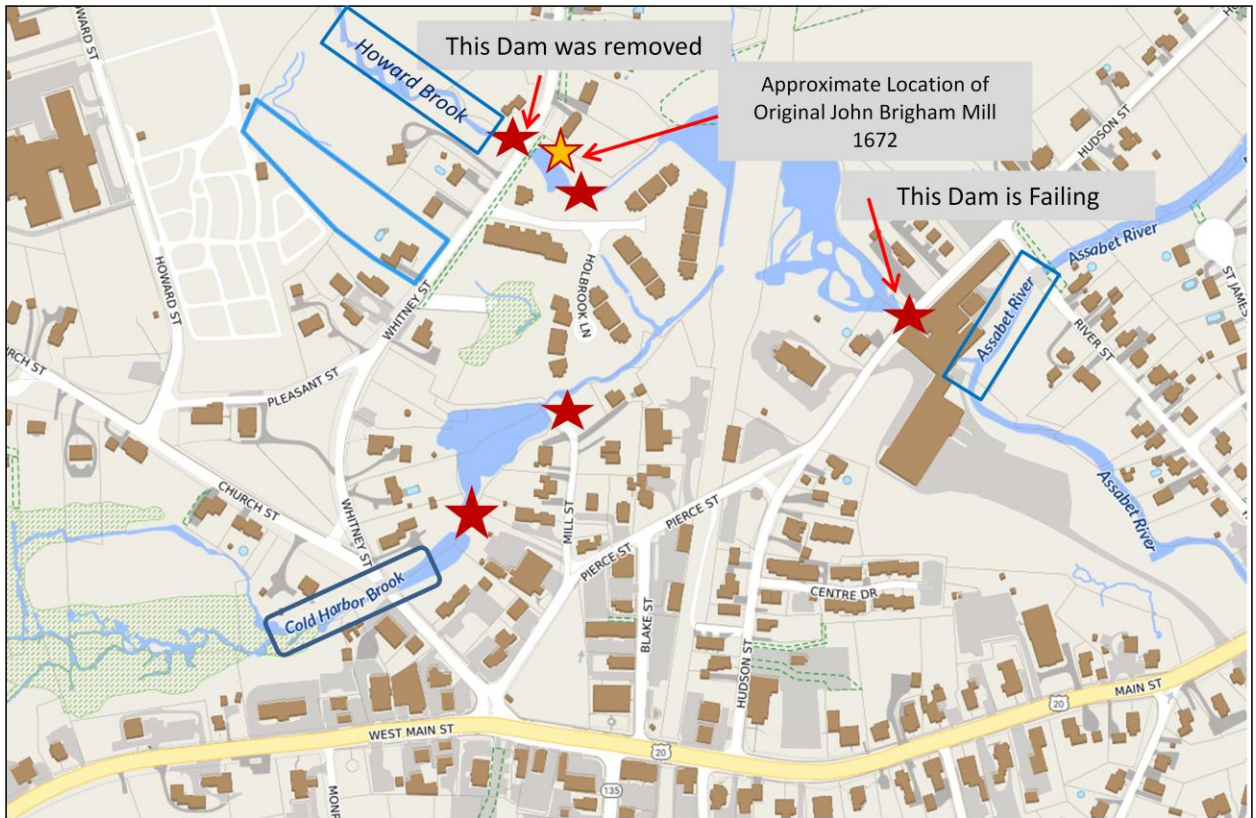 HOWARD ST
Howard Brook
This Dam was removed
Approximate Location of
Original John Brigham Mill
1672
HUDSON ST
This Dam is Failing
Assabet River
Assabet River
ST JAMES
RIVER ST
HOWARD ST
WHITNEY ST
HOLBROOK LN
CHURCH ST
PLEASANT ST
CHURCH ST
WHITNEY ST
Cold Harbor Brook
MILL ST
PIERCE ST
PIERCE ST
BLAKE ST
HUDSON ST
CENTRE DR
Assabet River
WEST MAIN ST
20
MAIN ST
20
135